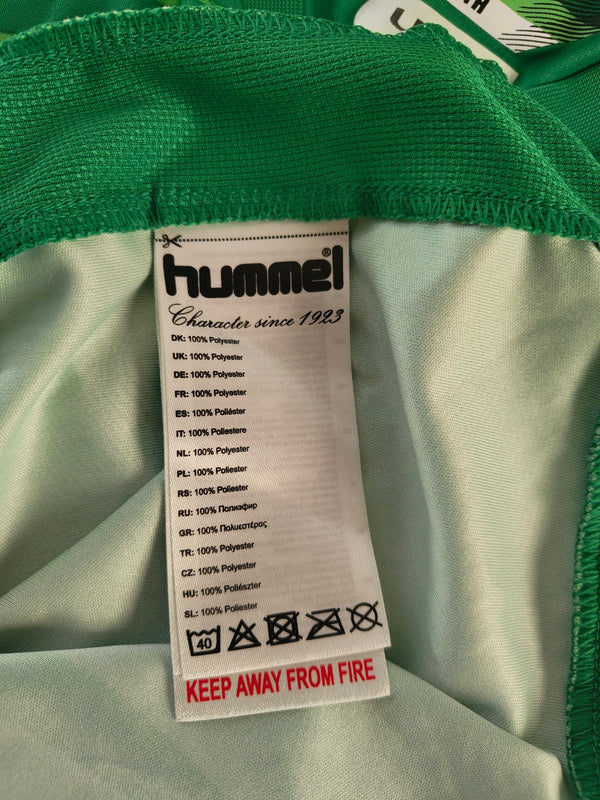 hummel®
Character since 1923
DK: 100% Polyester
UK: 100% Polyester
DE: 100% Polyester
FR: 100% Polyester
ES: 100% Poliéster
IT: 100% Poliestere
NL: 100% Polyester
PL: 100% Poliester
RS: 100% Poliester
RU: 100% Полиэфир
GR: 100% Πολυεστέρας
TR: 100% Polyester
CZ: 100% Polyester
HU: 100% Poliészter
SL: 100% Poliester
40
KEEP AWAY FROM FIRE